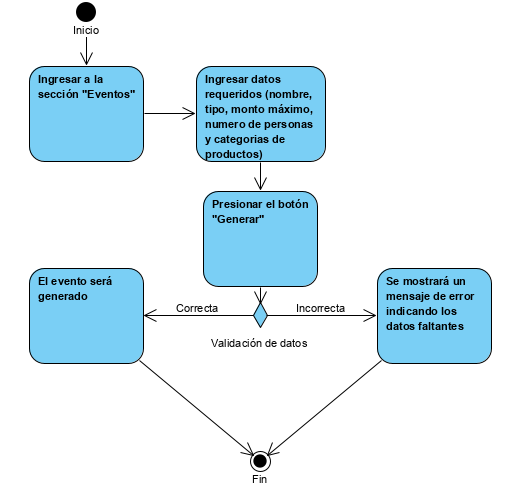 Inicio
Ingresar a la
sección "Eventos"
Ingresar datos
requeridos (nombre,
tipo, monto máximo,
numero de personas
y categorias de
productos)
Presionar el botón
"Generar"
El evento será
generado
Correcta
Incorrecta
Se mostrará un
mensaje de error
indicando los
datos faltantes
Validación de datos
Fin